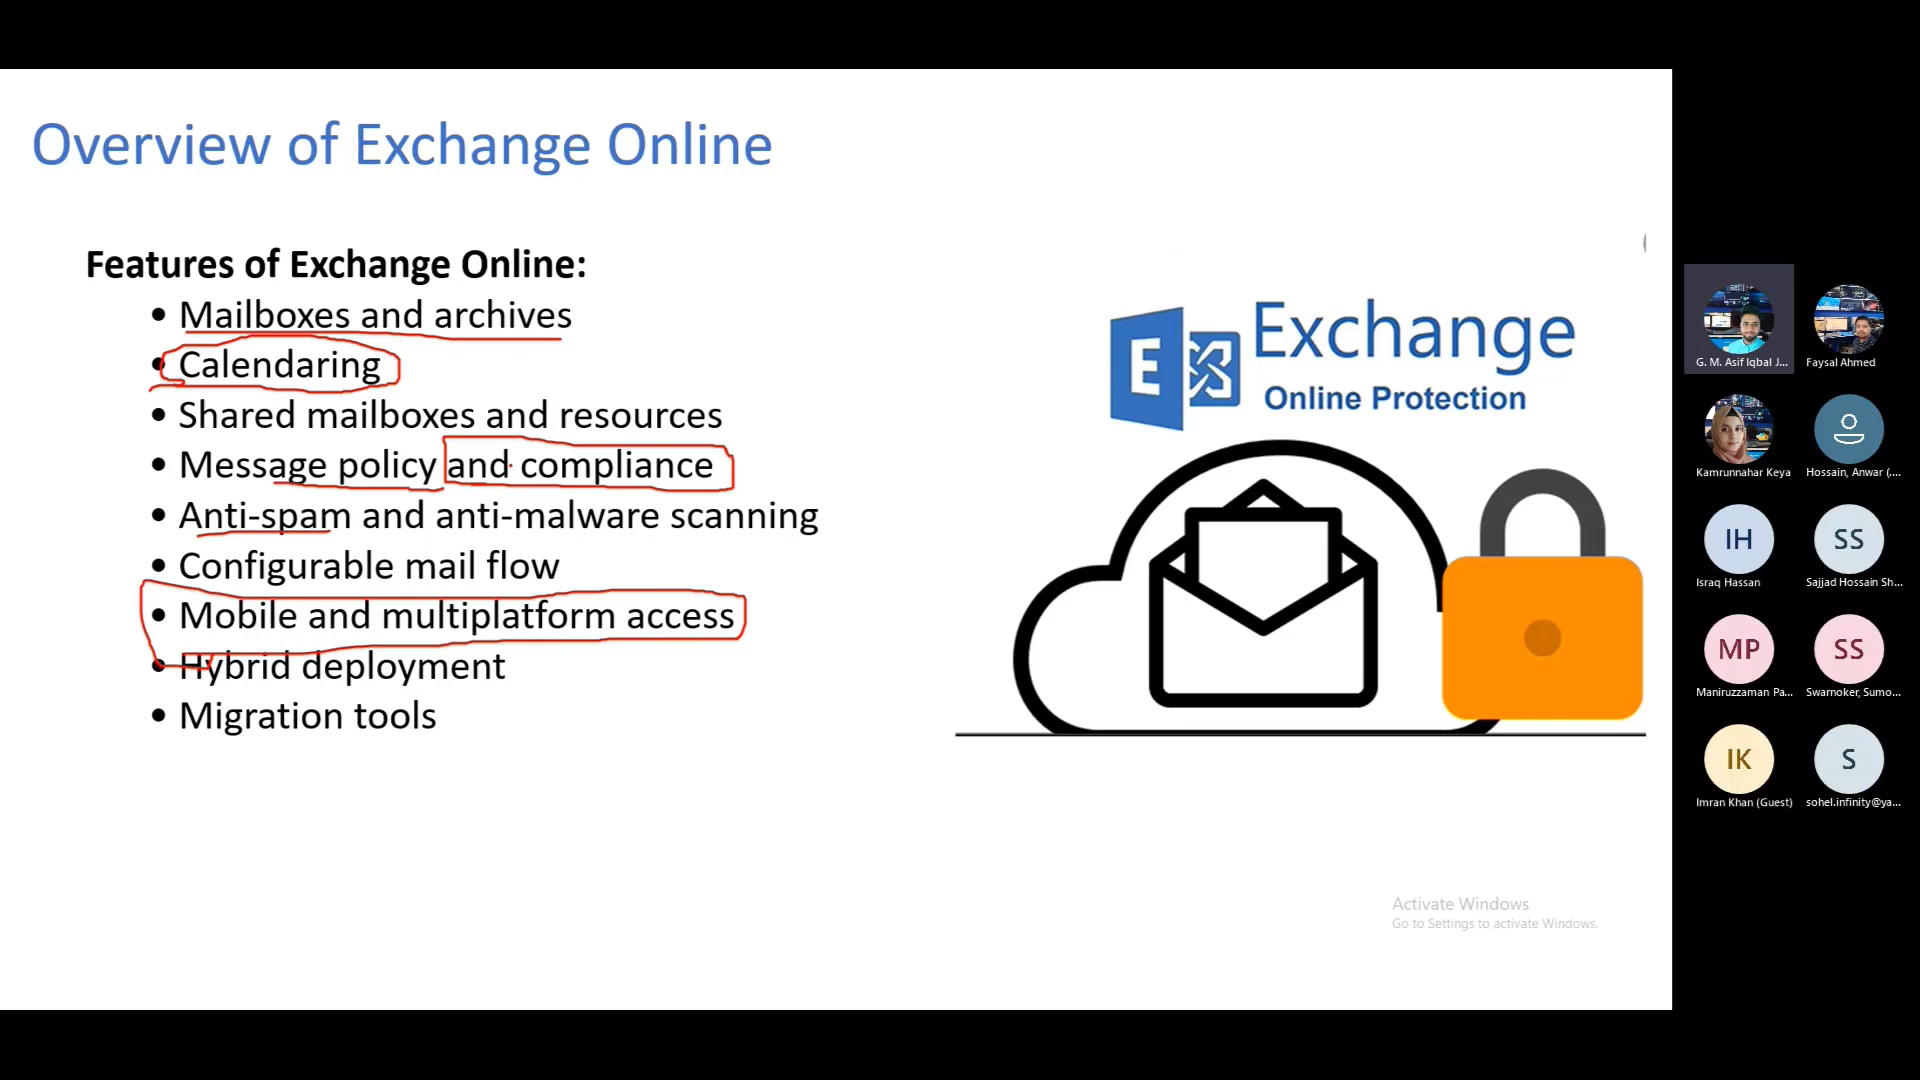 Overview of Exchange Online
Features of Exchange Online:
• Mailboxes and archives
• Calendaring
• Shared mailboxes and resources
• Message policy and compliance
• Anti-spam and anti-malware scanning
• Configurable mail flow
• Mobile and multiplatform access
• Hybrid deployment
• Migration tools
E
Exchange
Online Protection
Activate Windows
Go to Settings to activate Windows.
G. M. Asif Iqbal J...
Faysal Ahmed
Kamrunnahar Keya
Hossain, Anwar (....
IH
Israq Hassan
SS
Sajjad Hossain Sh...
MP
Maniruzzaman Pa...
SS
Swarnoker, Sumo...
IK
Imran Khan (Guest)
S
sohel.infinity@ya...